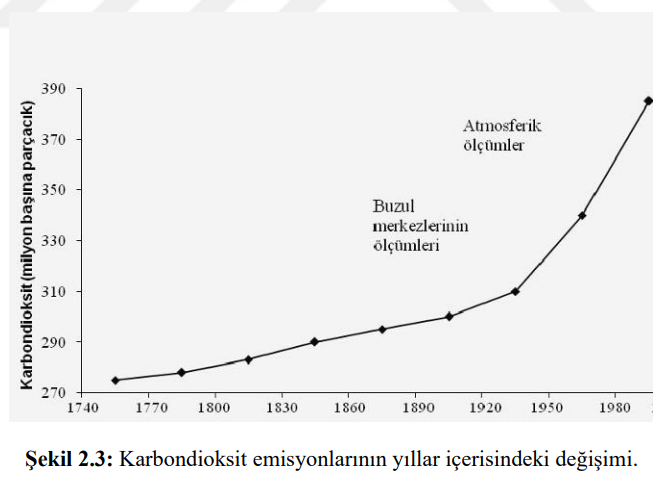 390
370
350
330
310
290
270
Karbondioksit (milyon başına parçacık)
Atmosferik
ölçümler
Buzul
merkezlerinin
ölçümleri
1740 1770 1800 1830 1860 1890 1920 1950 1980
Şekil 2.3: Karbondioksit emisyonlarının yıllar içerisindeki değişimi.